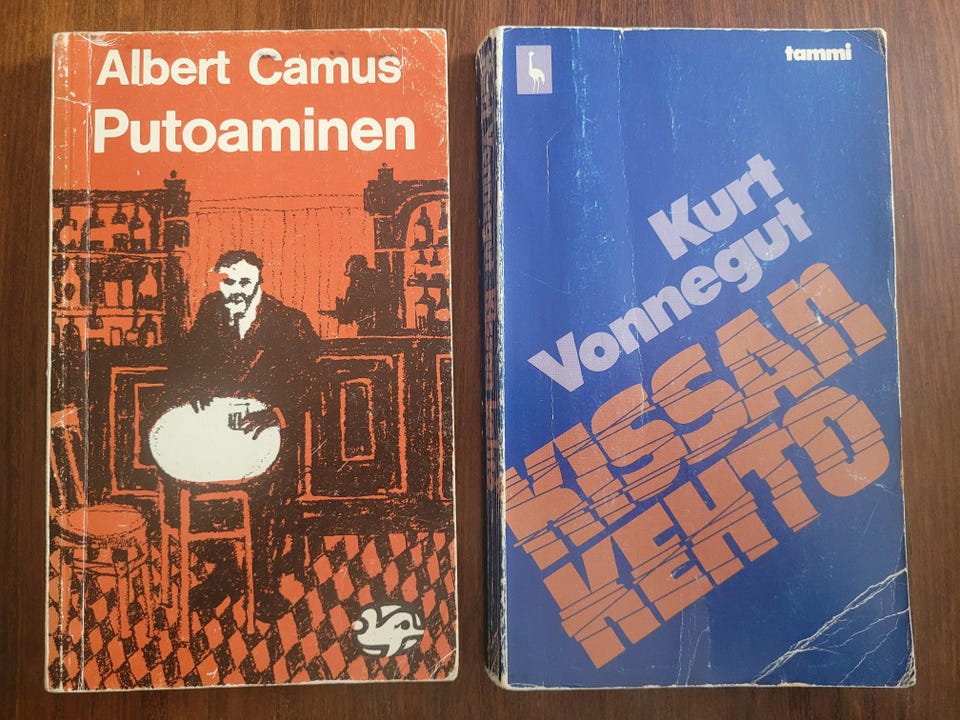 Albert Camus
Putoaminen
tammi
Kurt
Vonnegut
KISSAN
KEHTO